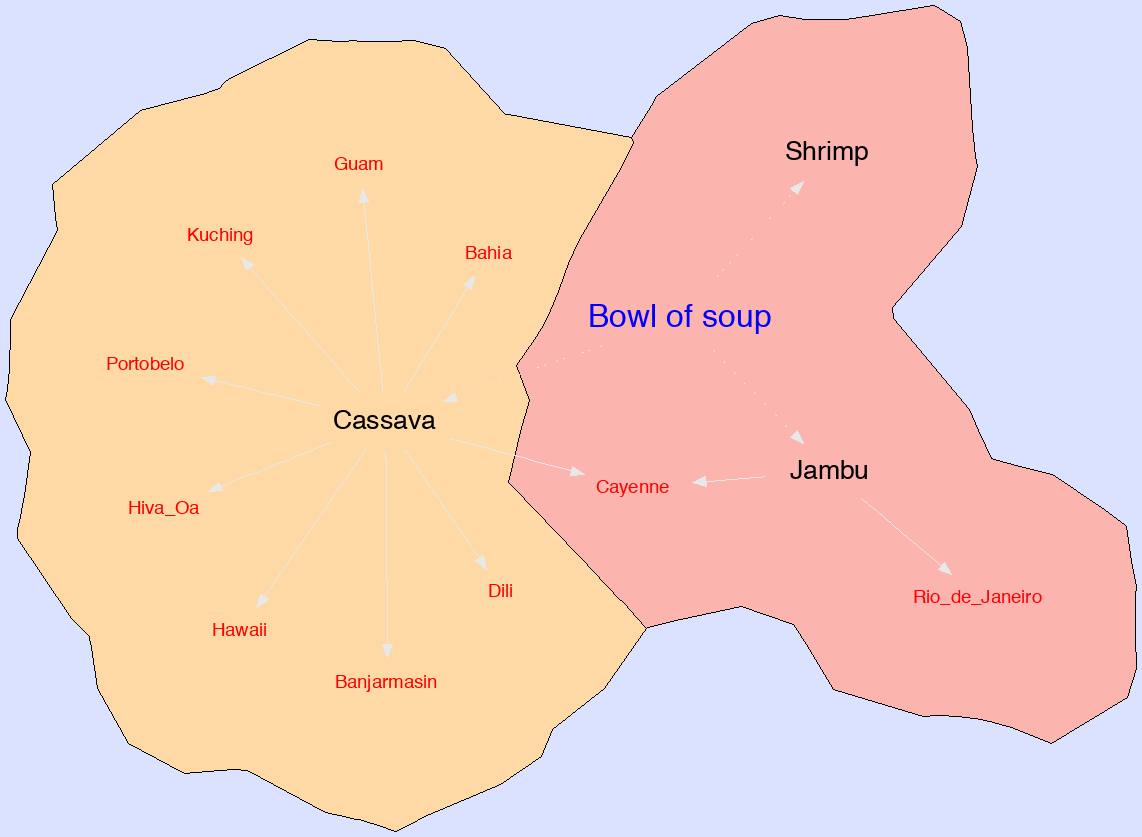 Shrimp
Guam
Kuching
Bahia
Bowl of soup
Portobelo
Cassava
Jambu
Cayenne
Hiva_Oa
Dili
Rio_de_Janeiro
Hawaii
Banjarmasin